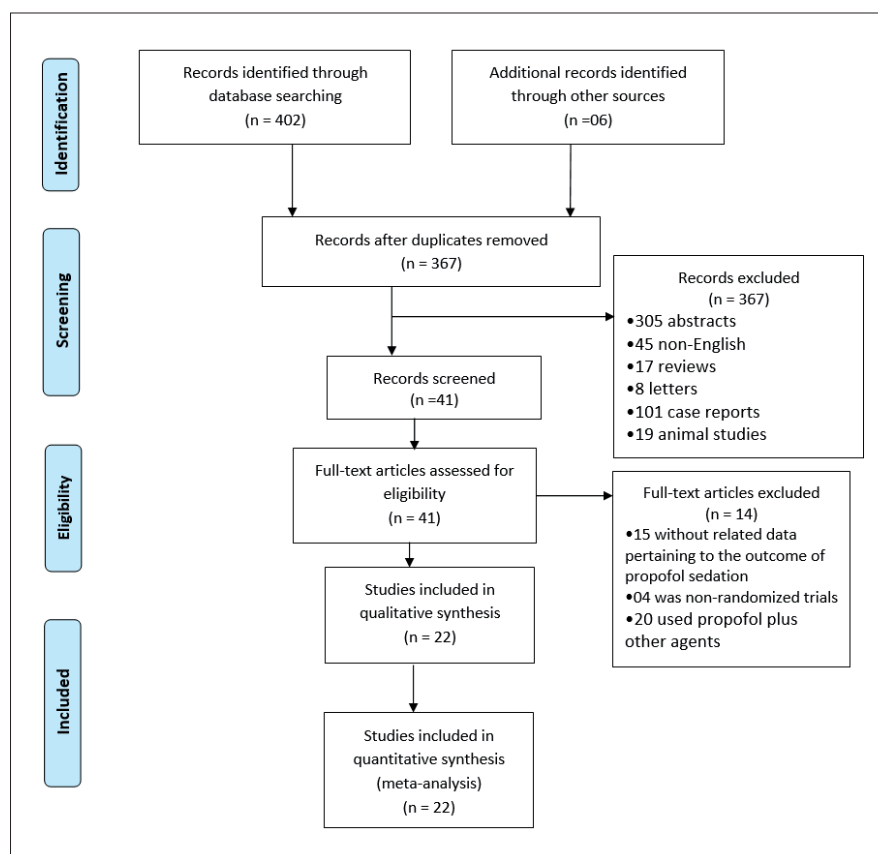 Identification
Records identified through
database searching
(n = 402)
Additional records identified
through other sources
(n =06)
Screening
Records after duplicates removed
(n = 367)
Records excluded
(n = 367)
•305 abstracts
•45 non-English
•17 reviews
•8 letters
•101 case reports
•19 animal studies
Records screened
(n =41)
Eligibility
Full-text articles assessed for
eligibility
(n = 41)
Full-text articles excluded
(n = 14)
•15 without related data
pertaining to the outcome of
propofol sedation
•04 was non-randomized trials
•20 used propofol plus
other agents
Studies included in
qualitative synthesis
(n = 22)
Included
Studies included in
quantitative synthesis
(meta-analysis)
(n = 22)